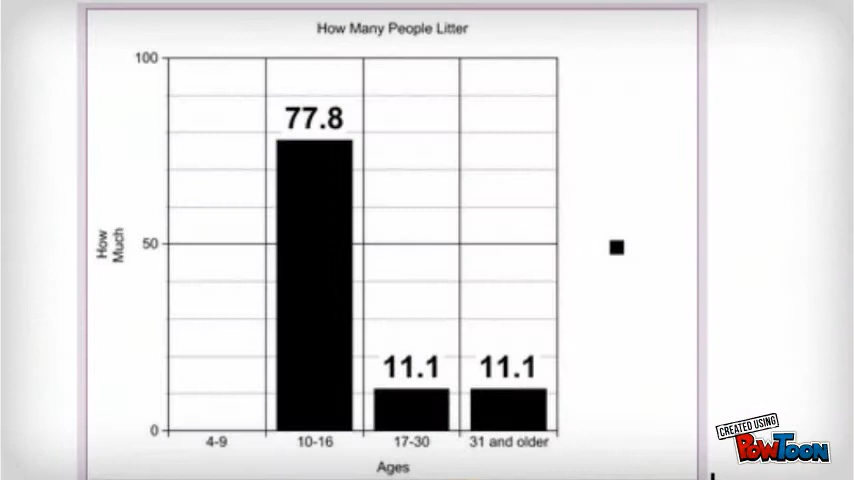 How Many People Litter
100
77.8
How
Much
50
11.1 11.1
0
4-9 10-16 17-30 31 and older
Ages
CREATED USING
POWTOON